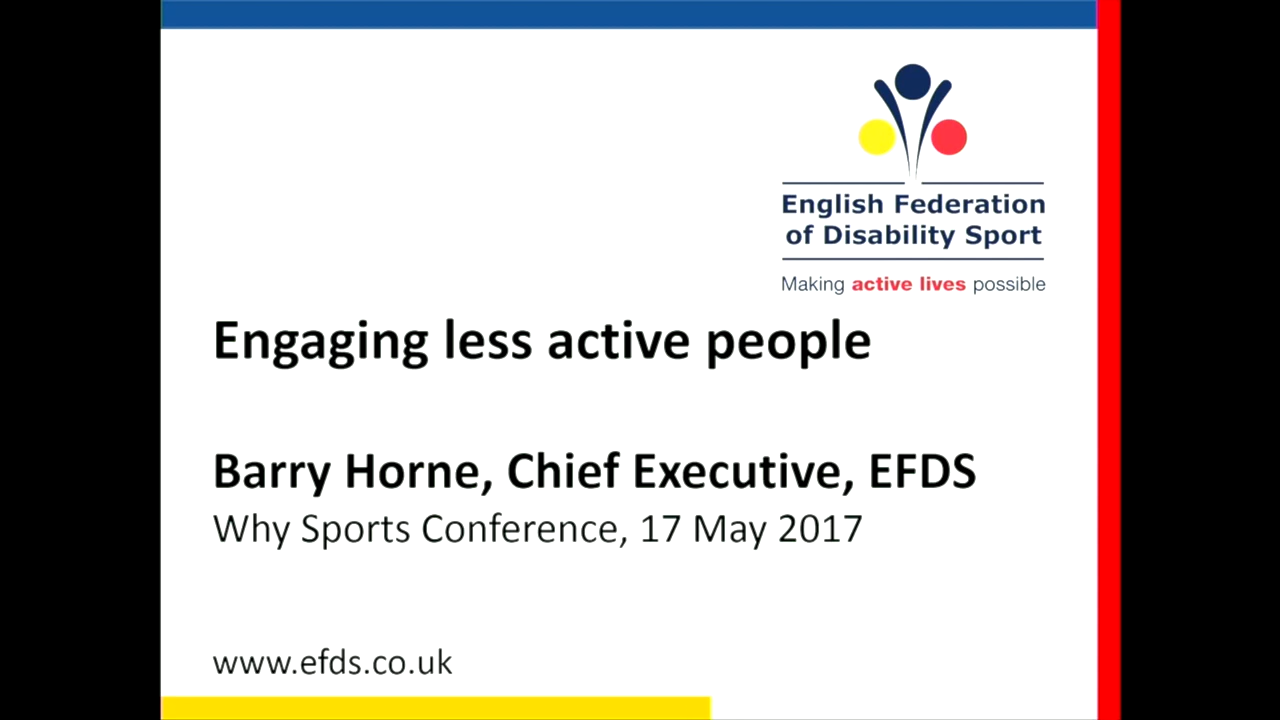 English Federation
of Disability Sport
Making active lives possible
Engaging less active people
Barry Horne, Chief Executive, EFDS
Why Sports Conference, 17 May 2017
www.efds.co.uk